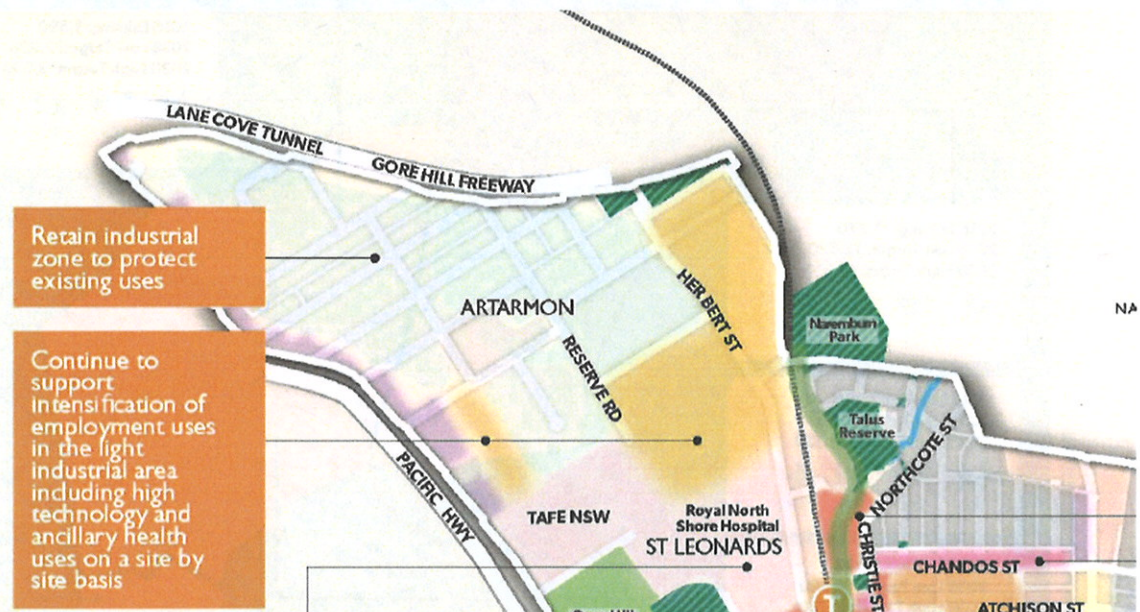 LANE COVE TUNNEL
GORE HILL FREEWAY
Retain industrial
zone to protect
existing uses
ARTARMON
HERBERT ST
Naremburn
Park
NA
Continue to
support
intensification of
employment uses
in the light
industrial area
including high
technology and
ancillary health
uses on a site by
site basis
RESERVE RD
Talus
Reserve
NORTHCOTE ST
PACIFIC HWY
TAFE NSW
Royal North
Shore Hospital
ST LEONARDS
CHRISTIE ST
CHANDOS ST
ATCHISON ST